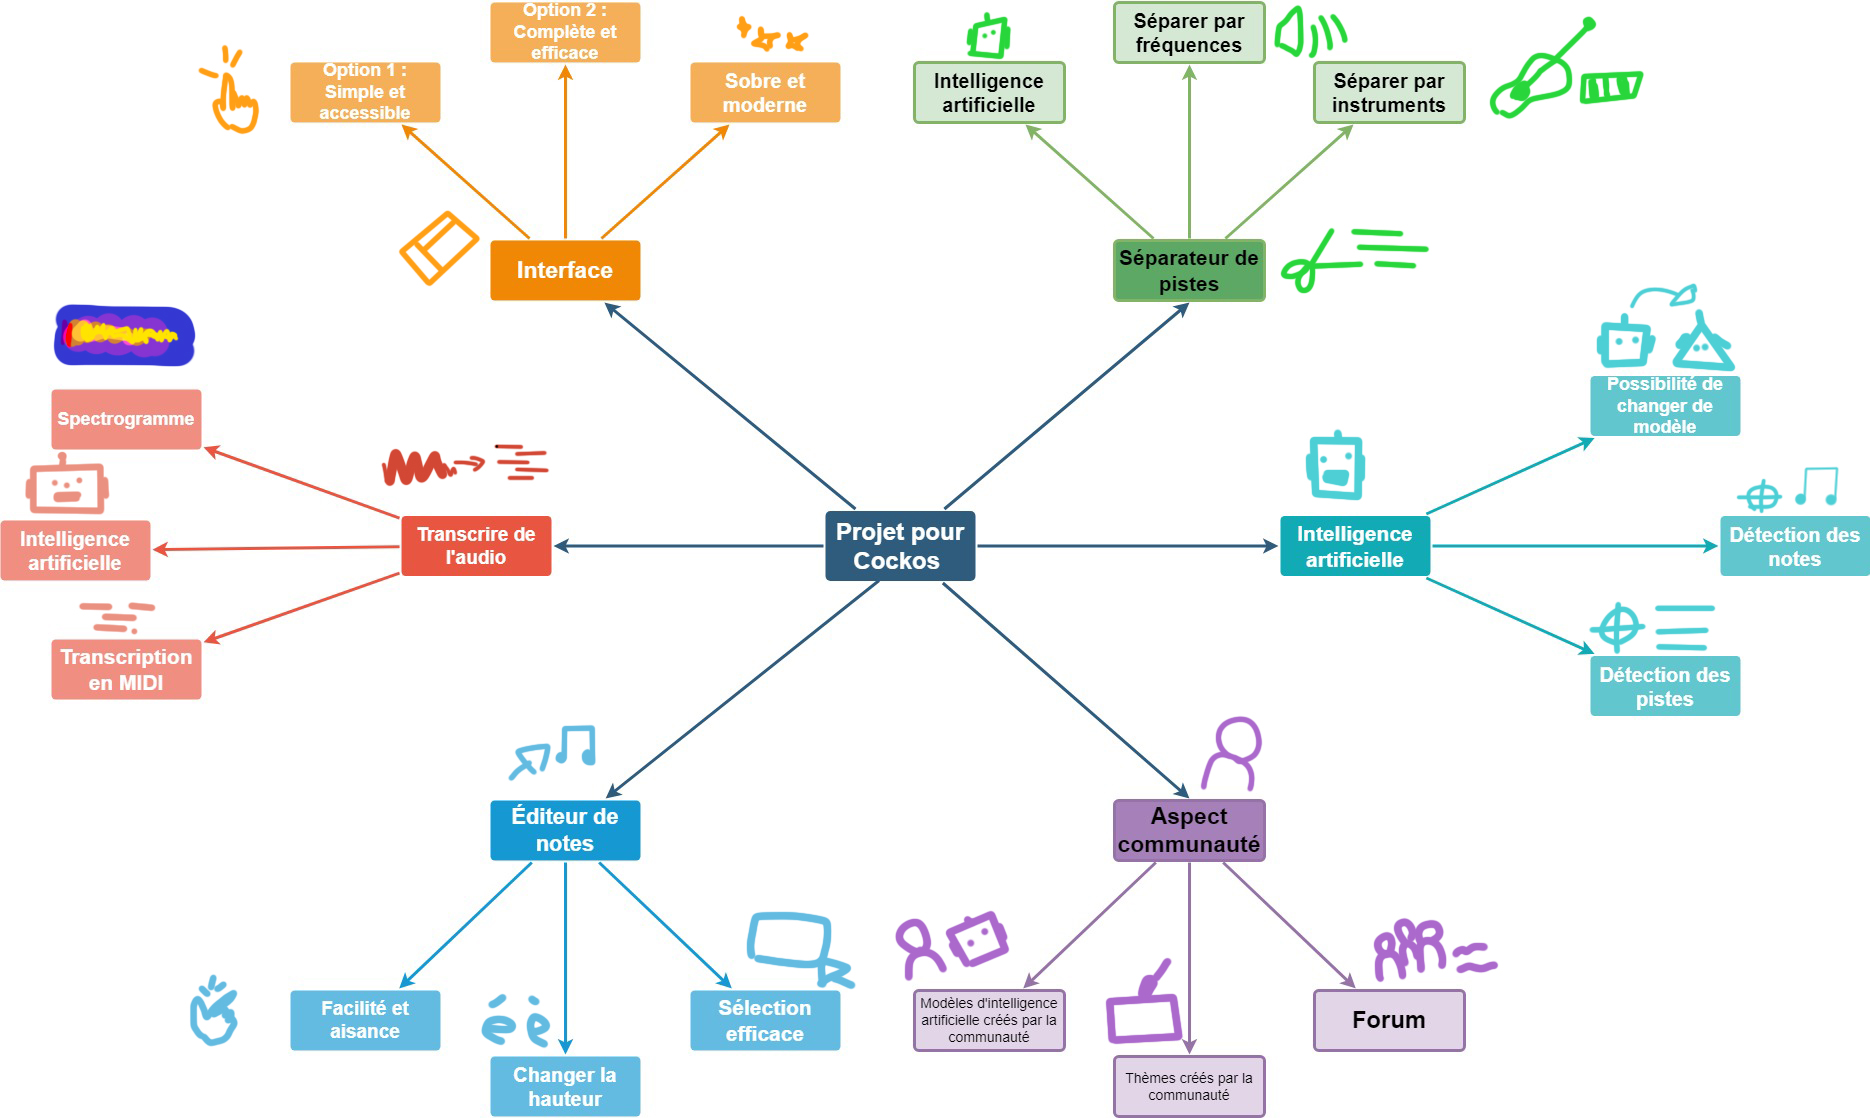 Option 2 :
Complète et
efficace
Option 1 :
Simple et
accessible
Sobre et
moderne
Interface
Séparer par
fréquences
Intelligence
artificielle
Séparer par
instruments
Séparateur de
pistes
Spectrogramme
Intelligence
artificielle
Transcription
en MIDI
Transcrire de
l'audio
Projet pour
Cockos
Intelligence
artificielle
Possibilité de
changer de
modèle
Détection des
notes
Détection des
pistes
Éditeur de
notes
Facilité et
aisance
é è
Changer la
hauteur
Sélection
efficace
Aspect
communauté
Modèles d'intelligence
artificielle créés par la
communauté
Thèmes créés par la
communauté
Forum